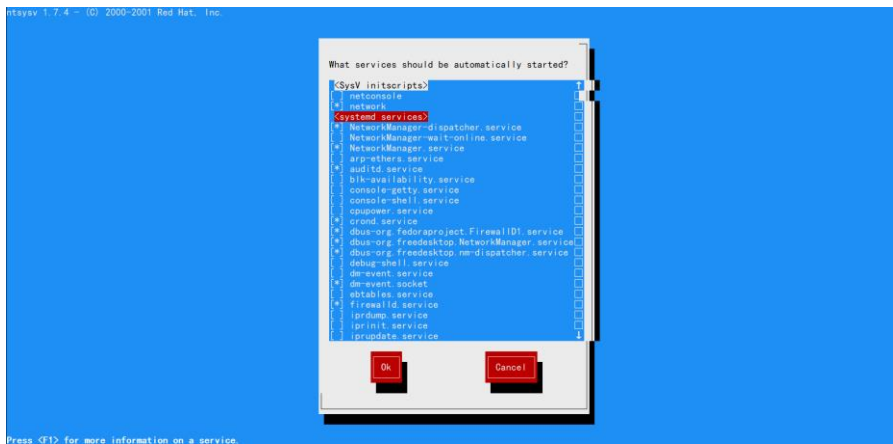 ntsysv 1.7.4 - (C) 2000-2001 Red Hat, Inc.
What services should be automatically started?
<SysV initscripts>
[ ] netconsole
[*] network
<systemd services>
[*] NetworkManager-dispatcher.service
[ ] NetworkManager-wait-online.service
[*] NetworkManager.service
[ ] arp-ethers.service
[*] auditd.service
[ ] blk-availability.service
[ ] console-getty.service
[ ] console-shell.service
[ ] cpupower.service
[*] crond.service
[*] dbus-org.fedoraproject.FirewallD1.service
[*] dbus-org.freedesktop.NetworkManager.service
[*] dbus-org.freedesktop.nm-dispatcher.service
[ ] debug-shell.service
[ ] dm-event.service
[*] dm-event.socket
[ ] ebtables.service
[*] firewalld.service
[ ] iprdump.service
[ ] iprinit.service
[ ] iprupdate.service
Ok
Cancel
Press <F1> for more information on a service.